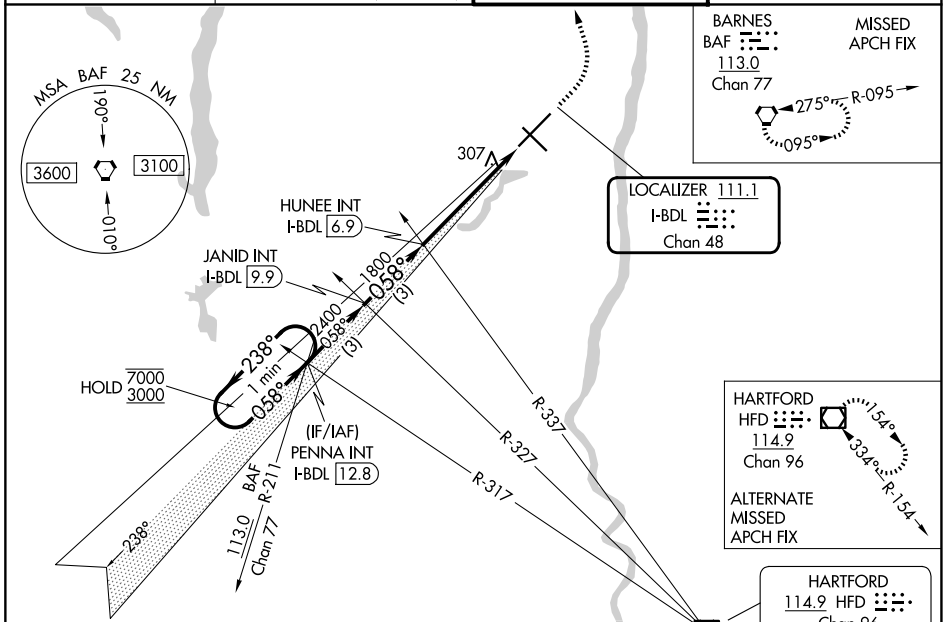 MSA BAF 25 NM
190°
3600
3100
010°
BARNES
BAF
113.0
Chan 77
MISSED
APCH FIX
275°
R-095
095°
307
LOCALIZER 111.1
I-BDL
Chan 48
HUNEE INT
I-BDL 6.9
JANID INT
I-BDL 9.9
1800
058°
(3)
2400
058°
(3)
238°
1 min
058°
HOLD 7000
3000
(IF/IAF)
PENNA INT
I-BDL 12.8
R-337
R-327
R-317
BAF
R-211
113.0
Chan 77
238°
HARTFORD
HFD
114.9
Chan 96
154°
334°
R-154
ALTERNATE
MISSED
APCH FIX
HARTFORD
114.9 HFD
Chan 96